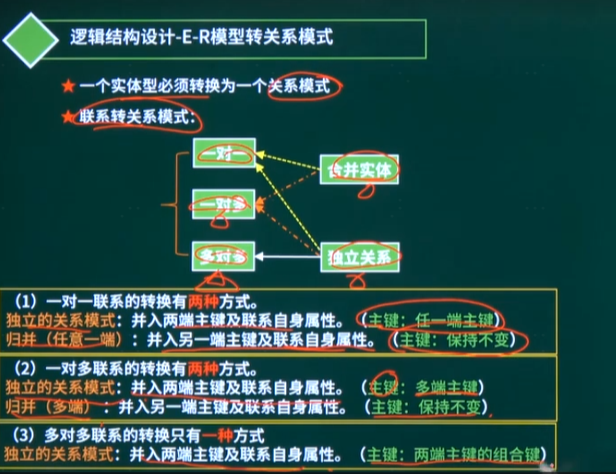 逻辑结构设计-E-R模型转关系模式
★ 一个实体型必须转换为一个关系模式
★ 联系转关系模式：
一对一
合并实体
一对多
多对多
独立关系
（1）一对一联系的转换有两种方式。
独立的关系模式：并入两端主键及联系自身属性。（主键：任一端主键）
归并（任意一端）：并入另一端主键及联系自身属性。（主键：保持不变）
（2）一对多联系的转换有两种方式。
独立的关系模式：并入两端主键及联系自身属性。（主键：多端主键）
归并（多端）：并入另一端主键及联系自身属性。（主键：保持不变）
（3）多对多联系的转换只有一种方式
独立的关系模式：并入两端主键及联系自身属性。（主键：两端主键的组合键）